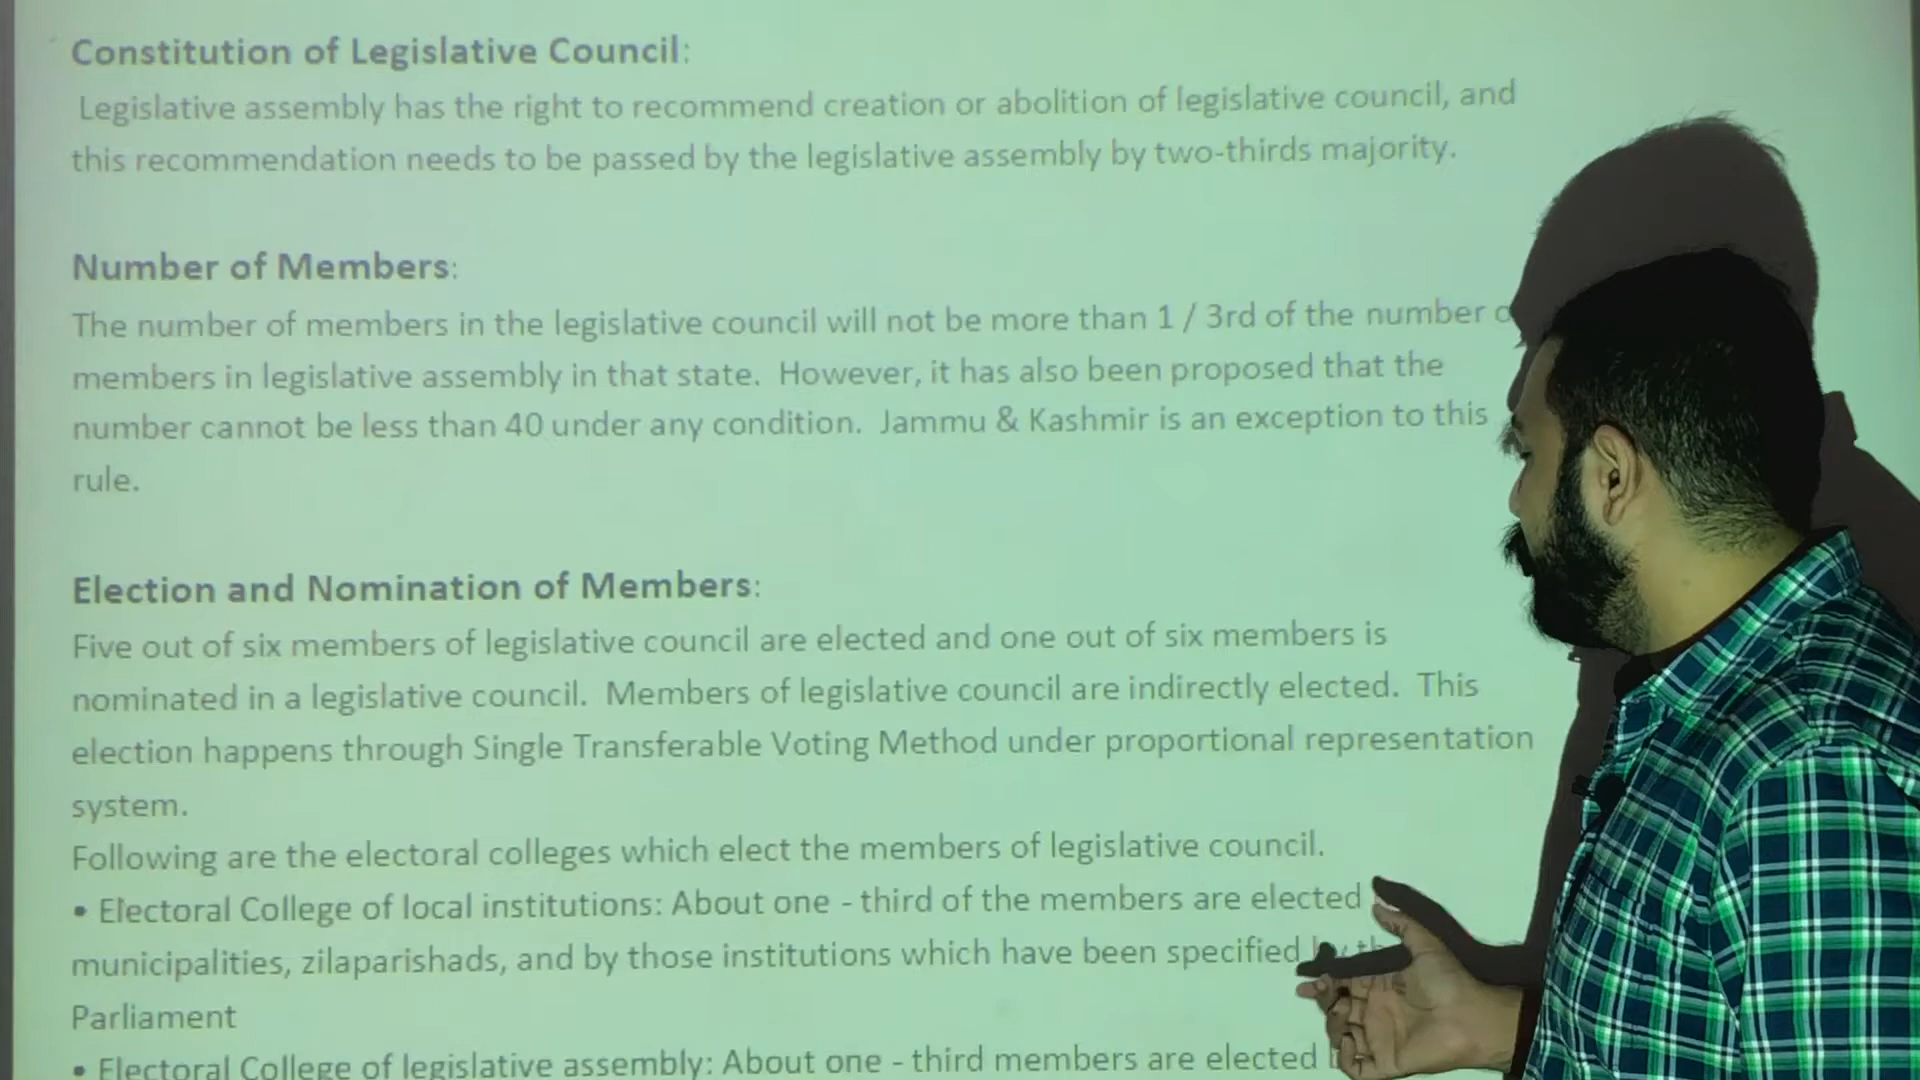 Constitution of Legislative Council:
Legislative assembly has the right to recommend creation or abolition of legislative council, and
this recommendation needs to be passed by the legislative assembly by two-thirds majority.
Number of Members:
The number of members in the legislative council will not be more than 1 / 3rd of the number
members in legislative assembly in that state. However, it has also been proposed that the
number cannot be less than 40 under any condition. Jammu & Kashmir is an exception to this
rule.
Election and Nomination of Members:
Five out of six members of legislative council are elected and one out of six members is
nominated in a legislative council. Members of legislative council are indirectly elected. This
election happens through Single Transferable Voting Method under proportional representation
system.
Following are the electoral colleges which elect the members of legislative council.
• Electoral College of local institutions: About one - third of the members are elected
municipalities, zilaparishads, and by those institutions which have been specified
Parliament
• Electoral College of legislative assembly: About one - third members are elected